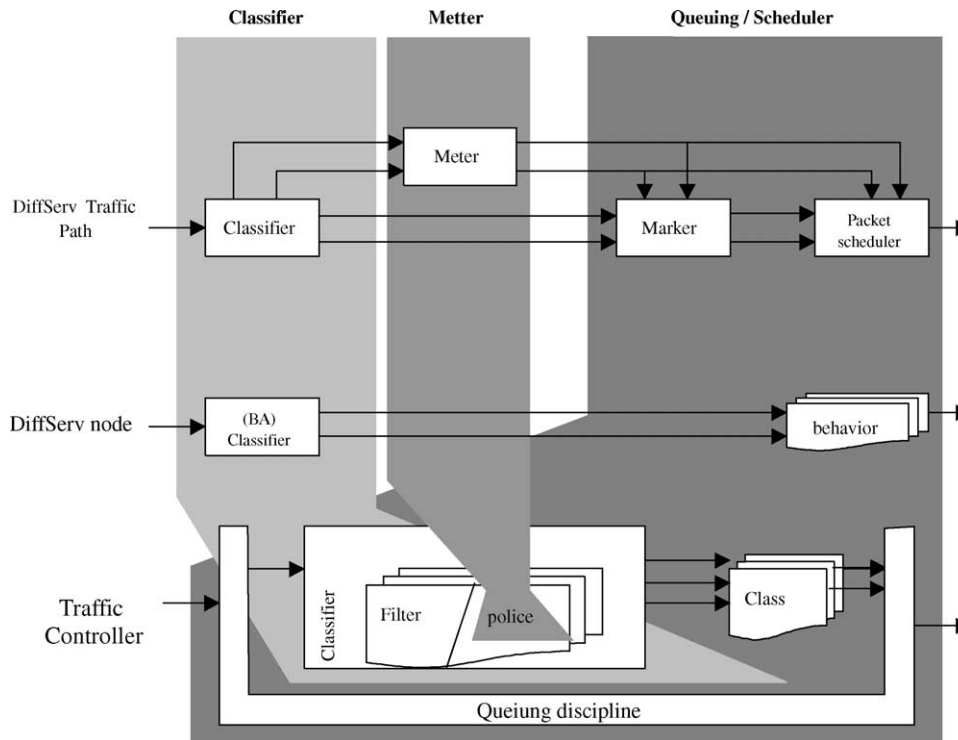 Classifier
Metter
Queuing / Scheduler
Meter
DiffServ Traffic
Path
Classifier
Marker
Packet
scheduler
DiffServ node
(BA)
Classifier
behavior
Traffic
Controller
Classifier
Filter
police
Class
Queiung discipline